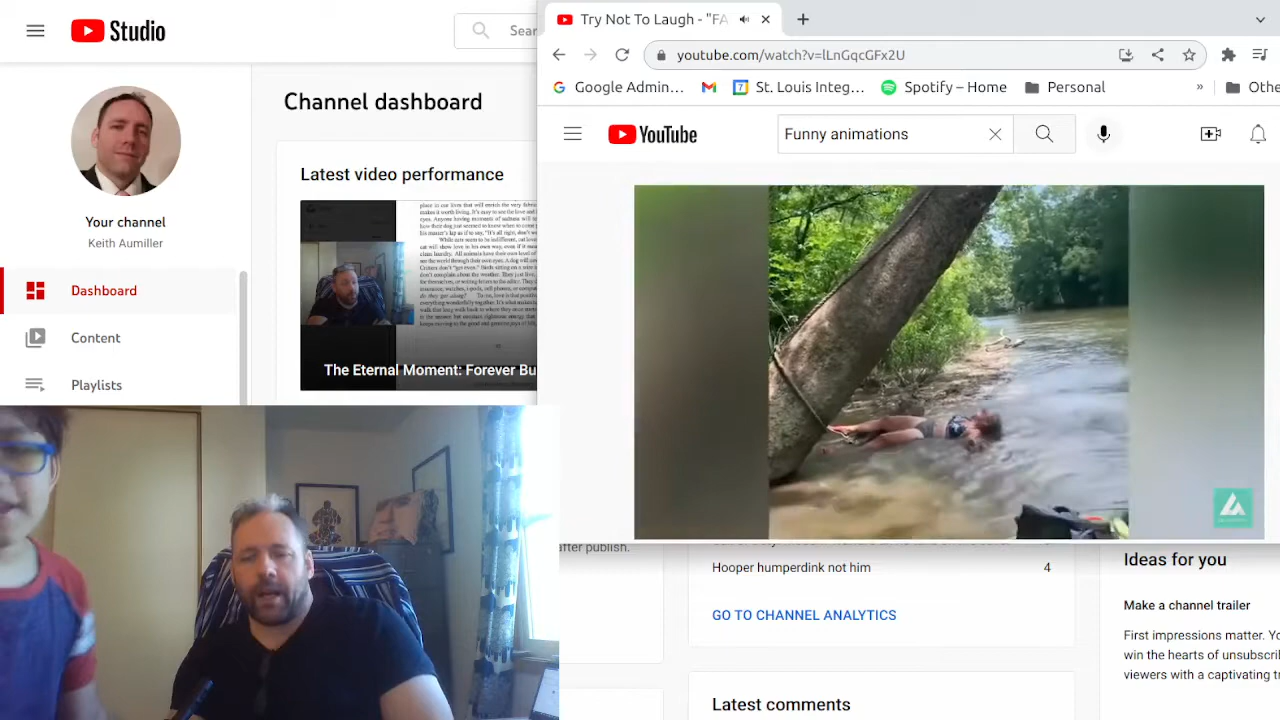 Studio
Sear
Try Not To Laugh - "FA
youtube.com/watch?v=lLnGqcGFx2U
Google Admin...
7
St. Louis Integ...
Spotify – Home
Personal
»
Othe
YouTube
Funny animations
Channel dashboard
Your channel
Keith Aumiller
Dashboard
Content
Playlists
Latest video performance
The Eternal Moment: Forever Bu
after publish.
Hooper humperdink not him 4
GO TO CHANNEL ANALYTICS
Latest comments
Ideas for you
Make a channel trailer
First impressions matter. Yo
win the hearts of unsubscrib
viewers with a captivating tr